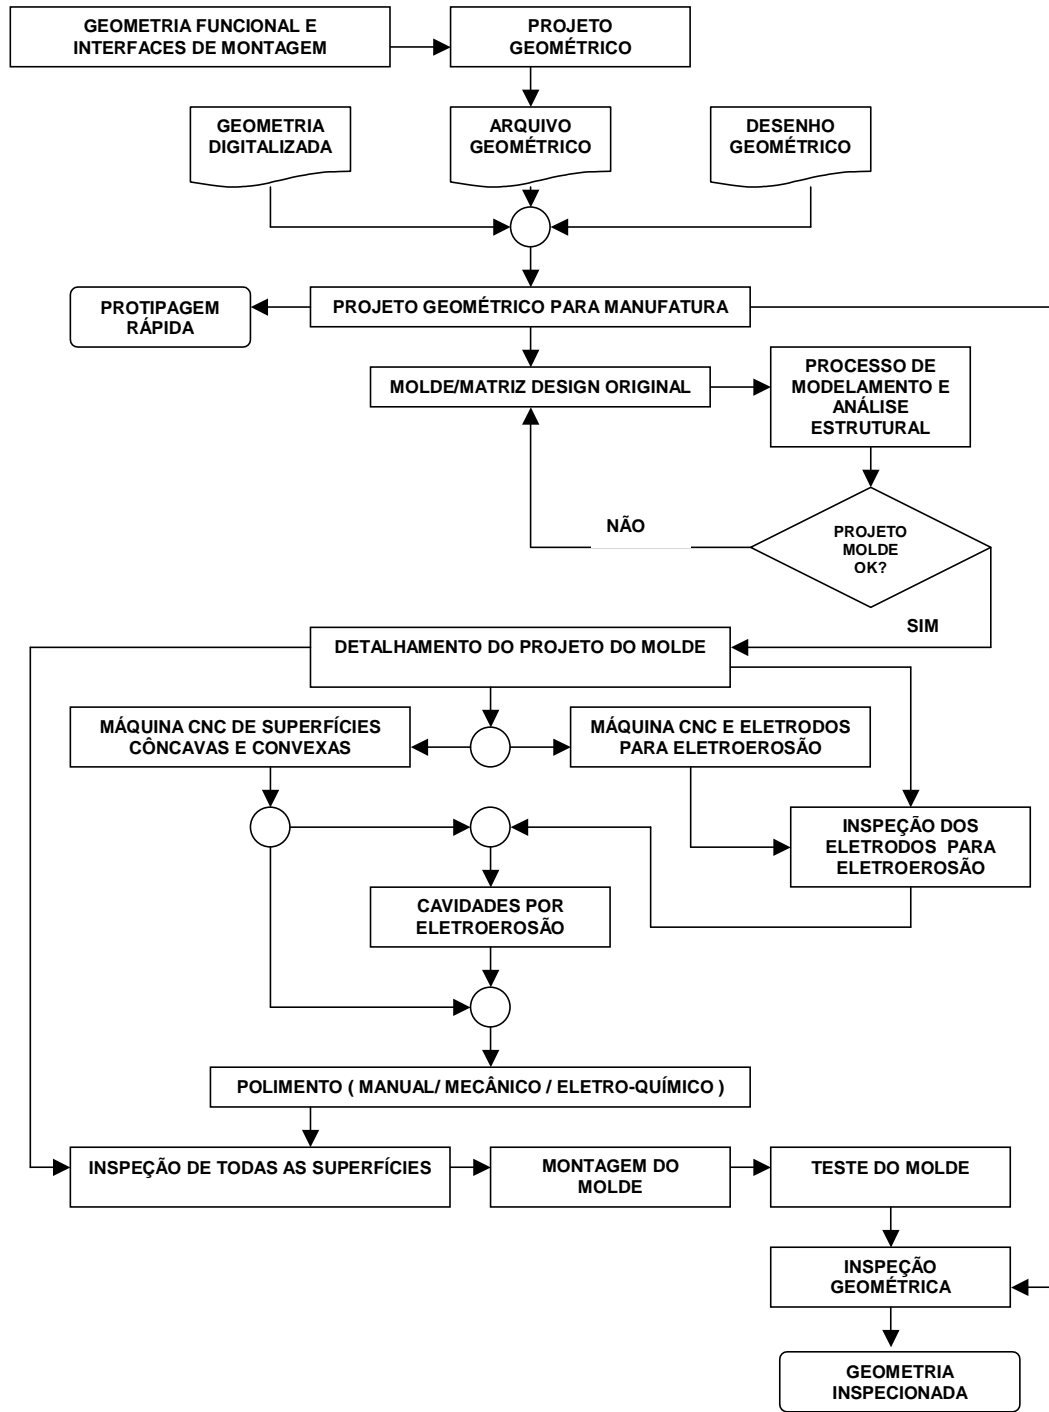 GEOMETRIA FUNCIONAL E
INTERFACES DE MONTAGEM
PROJETO
GEOMÉTRICO
GEOMETRIA
DIGITALIZADA
ARQUIVO
GEOMÉTRICO
DESENHO
GEOMÉTRICO
PROTIPAGEM
RÁPIDA
PROJETO GEOMÉTRICO PARA MANUFATURA
MOLDE/MATRIZ DESIGN ORIGINAL
PROCESSO DE
MODELAMENTO E
ANÁLISE
ESTRUTURAL
NÃO
PROJETO
MOLDE
OK?
SIM
DETALHAMENTO DO PROJETO DO MOLDE
MÁQUINA CNC DE SUPERFÍCIES
CÔNCAVAS E CONVEXAS
MÁQUINA CNC E ELETRODOS
PARA ELETROEROSÃO
INSPEÇÃO DOS
ELETRODOS  PARA
ELETROEROSÃO
CAVIDADES POR
ELETROEROSÃO
POLIMENTO ( MANUAL/ MECÂNICO / ELETRO-QUÍMICO )
INSPEÇÃO DE TODAS AS SUPERFÍCIES
MONTAGEM DO
MOLDE
TESTE DO MOLDE
INSPEÇÃO
GEOMÉTRICA
GEOMETRIA
INSPECIONADA